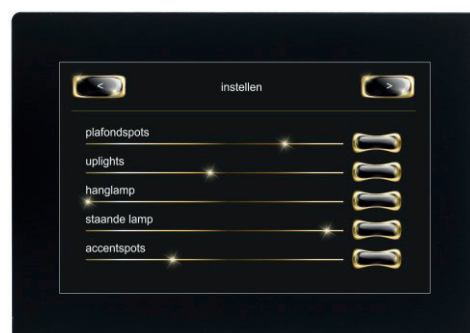 < instellen >
plafondspots
uplights
hanglamp
staande lamp
accentspots